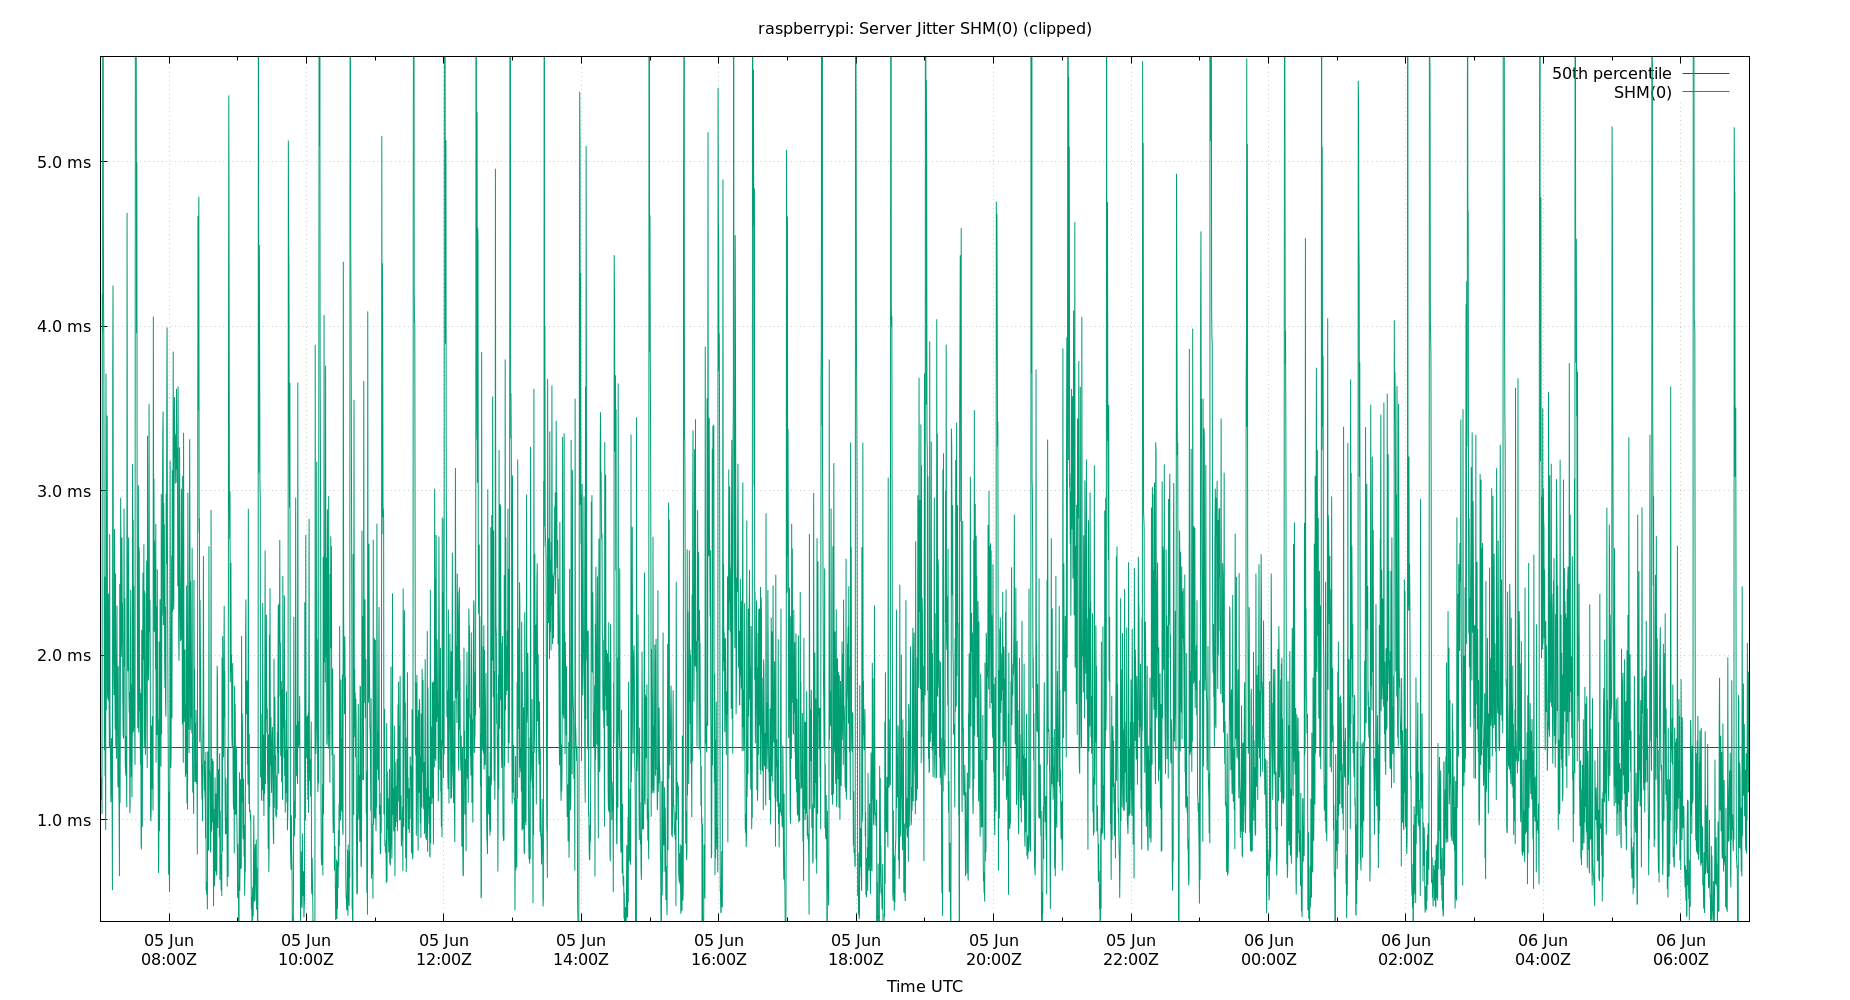 raspberrypi: Server Jitter SHM(0) (clipped)
50th percentile
SHM(0)
5.0 ms
4.0 ms
3.0 ms
2.0 ms
1.0 ms
05 Jun 05 Jun 05 Jun 05 Jun 05 Jun 05 Jun 05 Jun 05 Jun 06 Jun 06 Jun 06 Jun 06 Jun
08:00Z 10:00Z 12:00Z 14:00Z 16:00Z 18:00Z 20:00Z 22:00Z 00:00Z 02:00Z 04:00Z 06:00Z
Time UTC